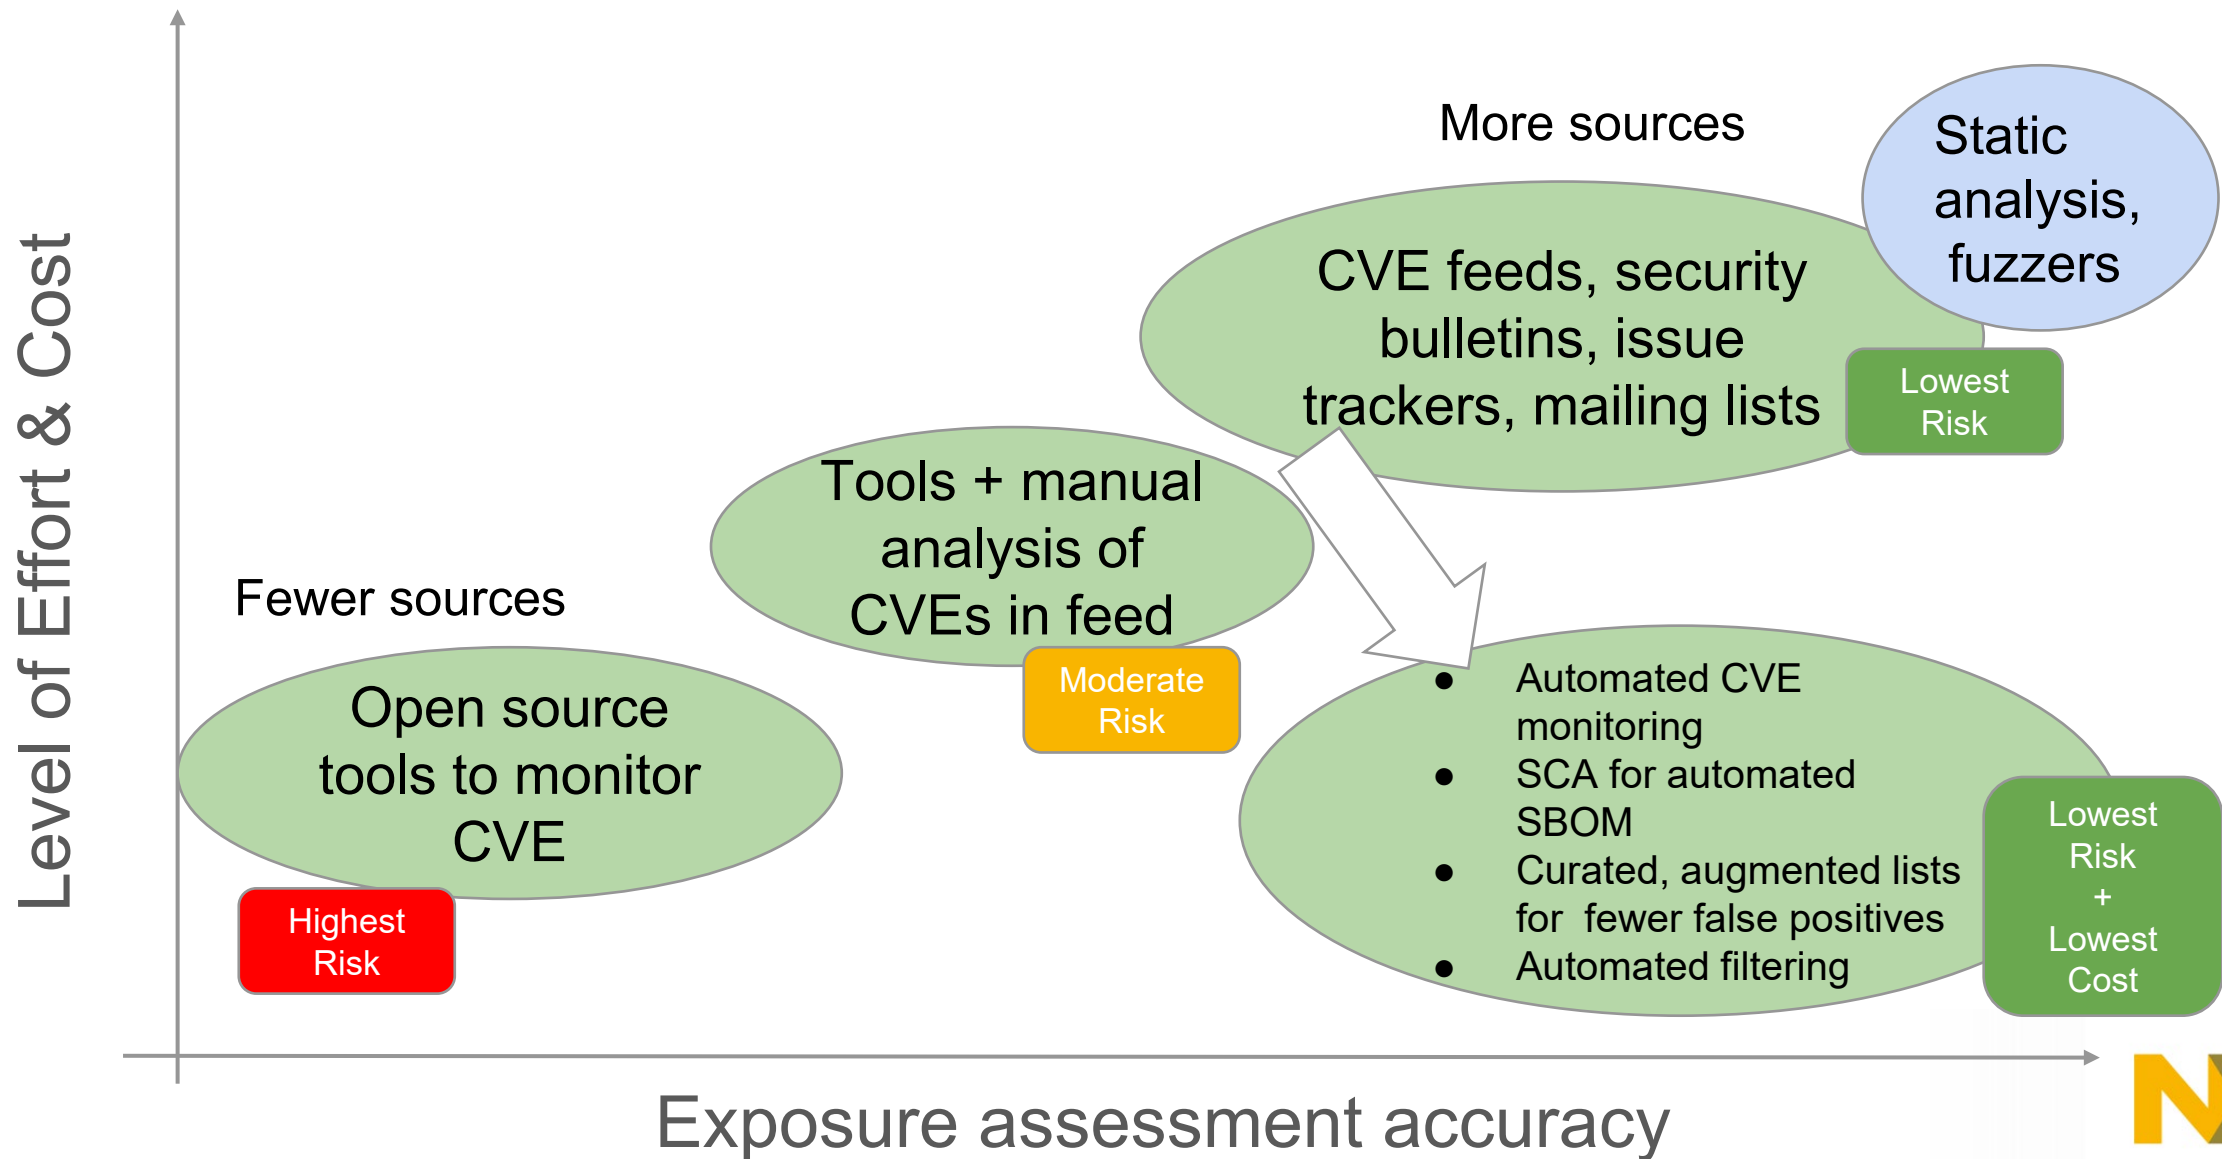 More sources
Static
analysis,
fuzzers
CVE feeds, security
bulletins, issue
trackers, mailing lists
Lowest
Risk
Tools + manual
analysis of
CVEs in feed
Moderate
Risk
Fewer sources
Open source
tools to monitor
CVE
Highest
Risk
● Automated CVE
monitoring
● SCA for automated
SBOM
● Curated, augmented lists
for fewer false positives
● Automated filtering
Lowest
Risk
+
Lowest
Cost
Level of Effort & Cost
Exposure assessment accuracy
N